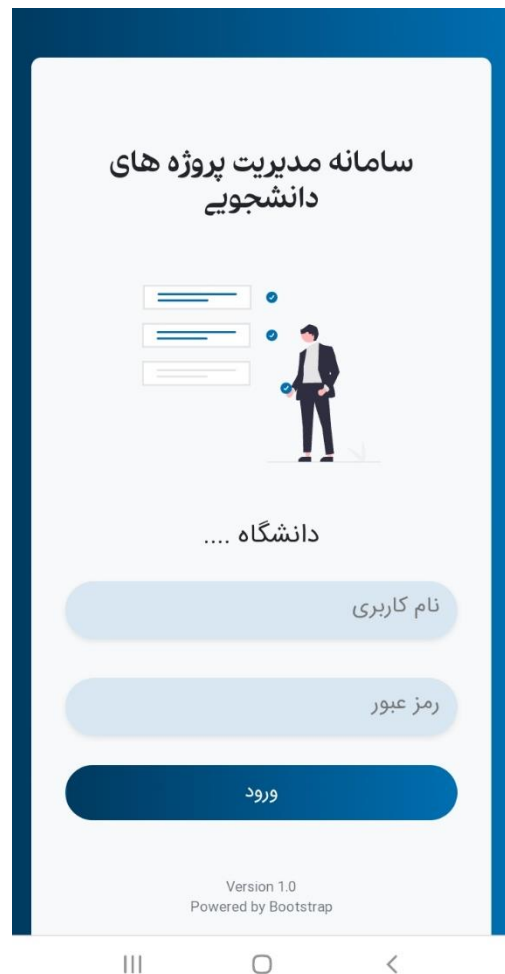 سامانه مدیریت پروژه های
دانشجویی
دانشگاه ....
نام کاربری
رمز عبور
ورود
Version 1.0
Powered by Bootstrap